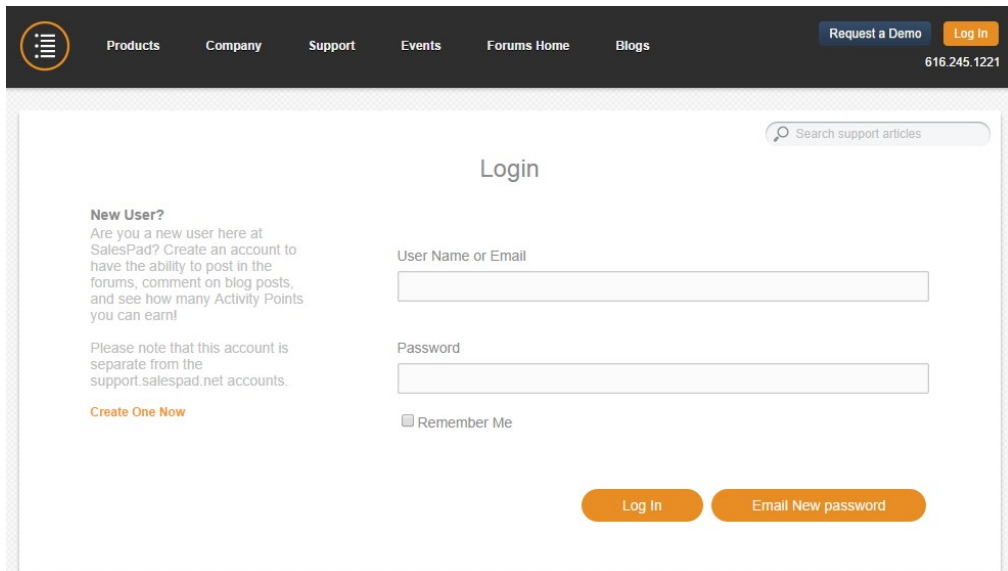 Products Company Support Events Forums Home Blogs
Request a Demo Log In
616.245.1221
Search support articles
Login
New User?
Are you a new user here at
SalesPad? Create an account to
have the ability to post in the
forums, comment on blog posts,
and see how many Activity Points
you can earn!
Please note that this account is
separate from the
support.salespad.net accounts.
Create One Now
User Name or Email
Password
Remember Me
Log In Email New password